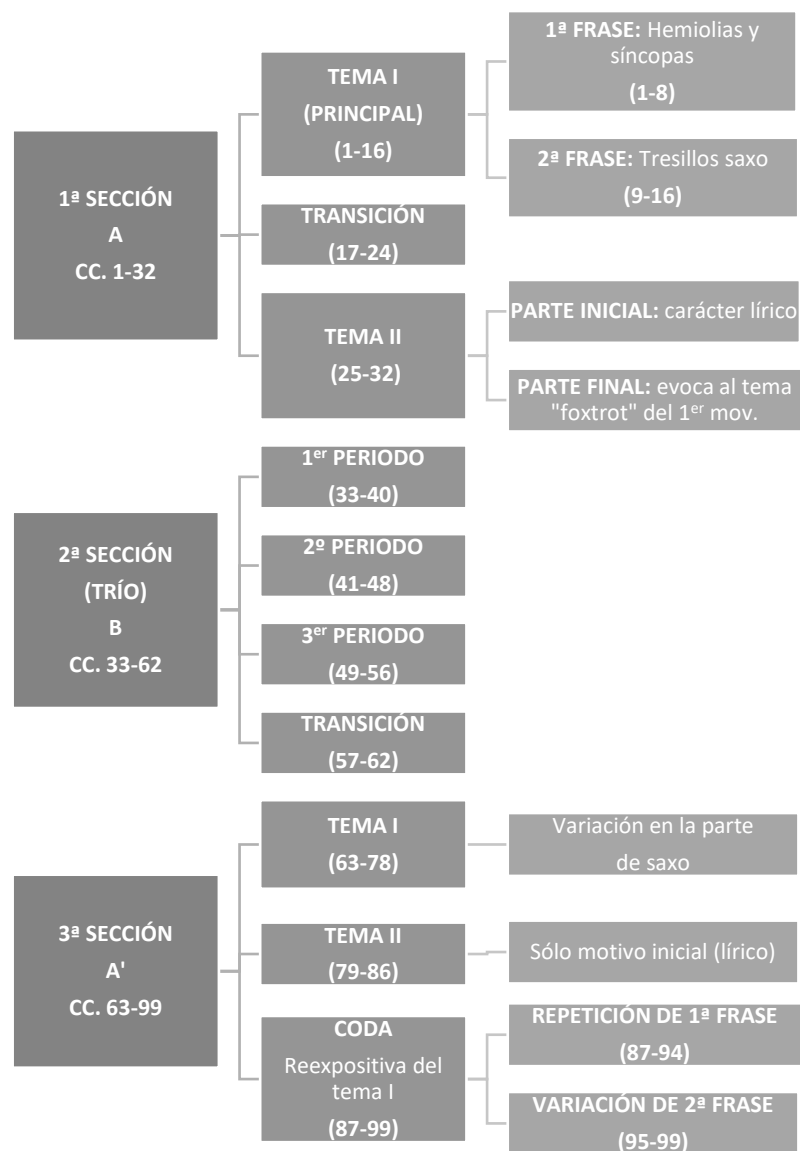 1ª SECCIÓN
A
CC. 1-32
TEMA I
(PRINCIPAL)
(1-16)
1ª FRASE: Hemiolias y
síncopas
(1-8)
2ª FRASE: Tresillos saxo
(9-16)
TRANSICIÓN
(17-24)
TEMA II
(25-32)
PARTE INICIAL: carácter lírico
PARTE FINAL: evoca al tema
"foxtrot" del 1er mov.
2ª SECCIÓN
(TRÍO)
B
CC. 33-62
1er PERIODO
(33-40)
2º PERIODO
(41-48)
3er PERIODO
(49-56)
TRANSICIÓN
(57-62)
3ª SECCIÓN
A'
CC. 63-99
TEMA I
(63-78)
Variación en la parte
de saxo
TEMA II
(79-86)
Sólo motivo inicial (lírico)
CODA
Reexpositiva del
tema I
(87-99)
REPETICIÓN DE 1ª FRASE
(87-94)
VARIACIÓN DE 2ª FRASE
(95-99)